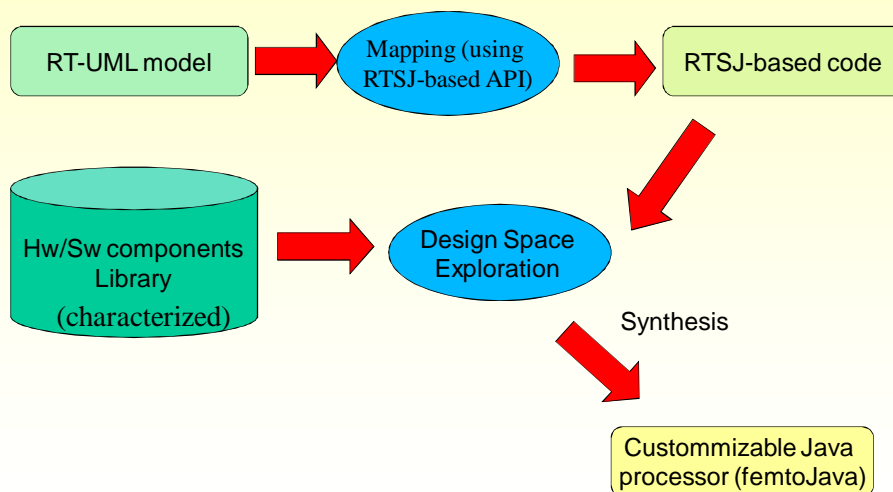 RT-UML model
Mapping (using
RTSJ-based API)
RTSJ-based code
Hw/Sw components
Library
(characterized)
Design Space
Exploration
Synthesis
Custommizable Java
processor (femtoJava)